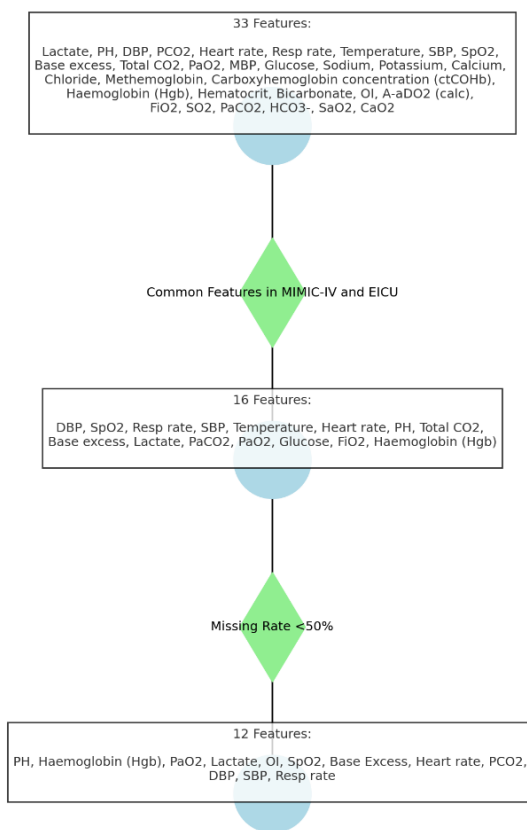 33 Features:
Lactate, PH, DBP, PCO2, Heart rate, Resp rate, Temperature, SBP, SpO2,
Base excess, Total CO2, PaO2, MBP, Glucose, Sodium, Potassium, Calcium,
Chloride, Methemoglobin, Carboxyhemoglobin concentration (ctCOHb),
Haemoglobin (Hgb), Hematocrit, Bicarbonate, OI, A-aDO2 (calc),
FiO2, SO2, PaCO2, HCO3-, SaO2, CaO2
Common Features in MIMIC-IV and EICU
16 Features:
DBP, SpO2, Resp rate, SBP, Temperature, Heart rate, PH, Total CO2,
Base excess, Lactate, PaCO2, PaO2, Glucose, FiO2, Haemoglobin (Hgb)
Missing Rate <50%
12 Features:
PH, Haemoglobin (Hgb), PaO2, Lactate, OI, SpO2, Base Excess, Heart rate, PCO2,
DBP, SBP, Resp rate